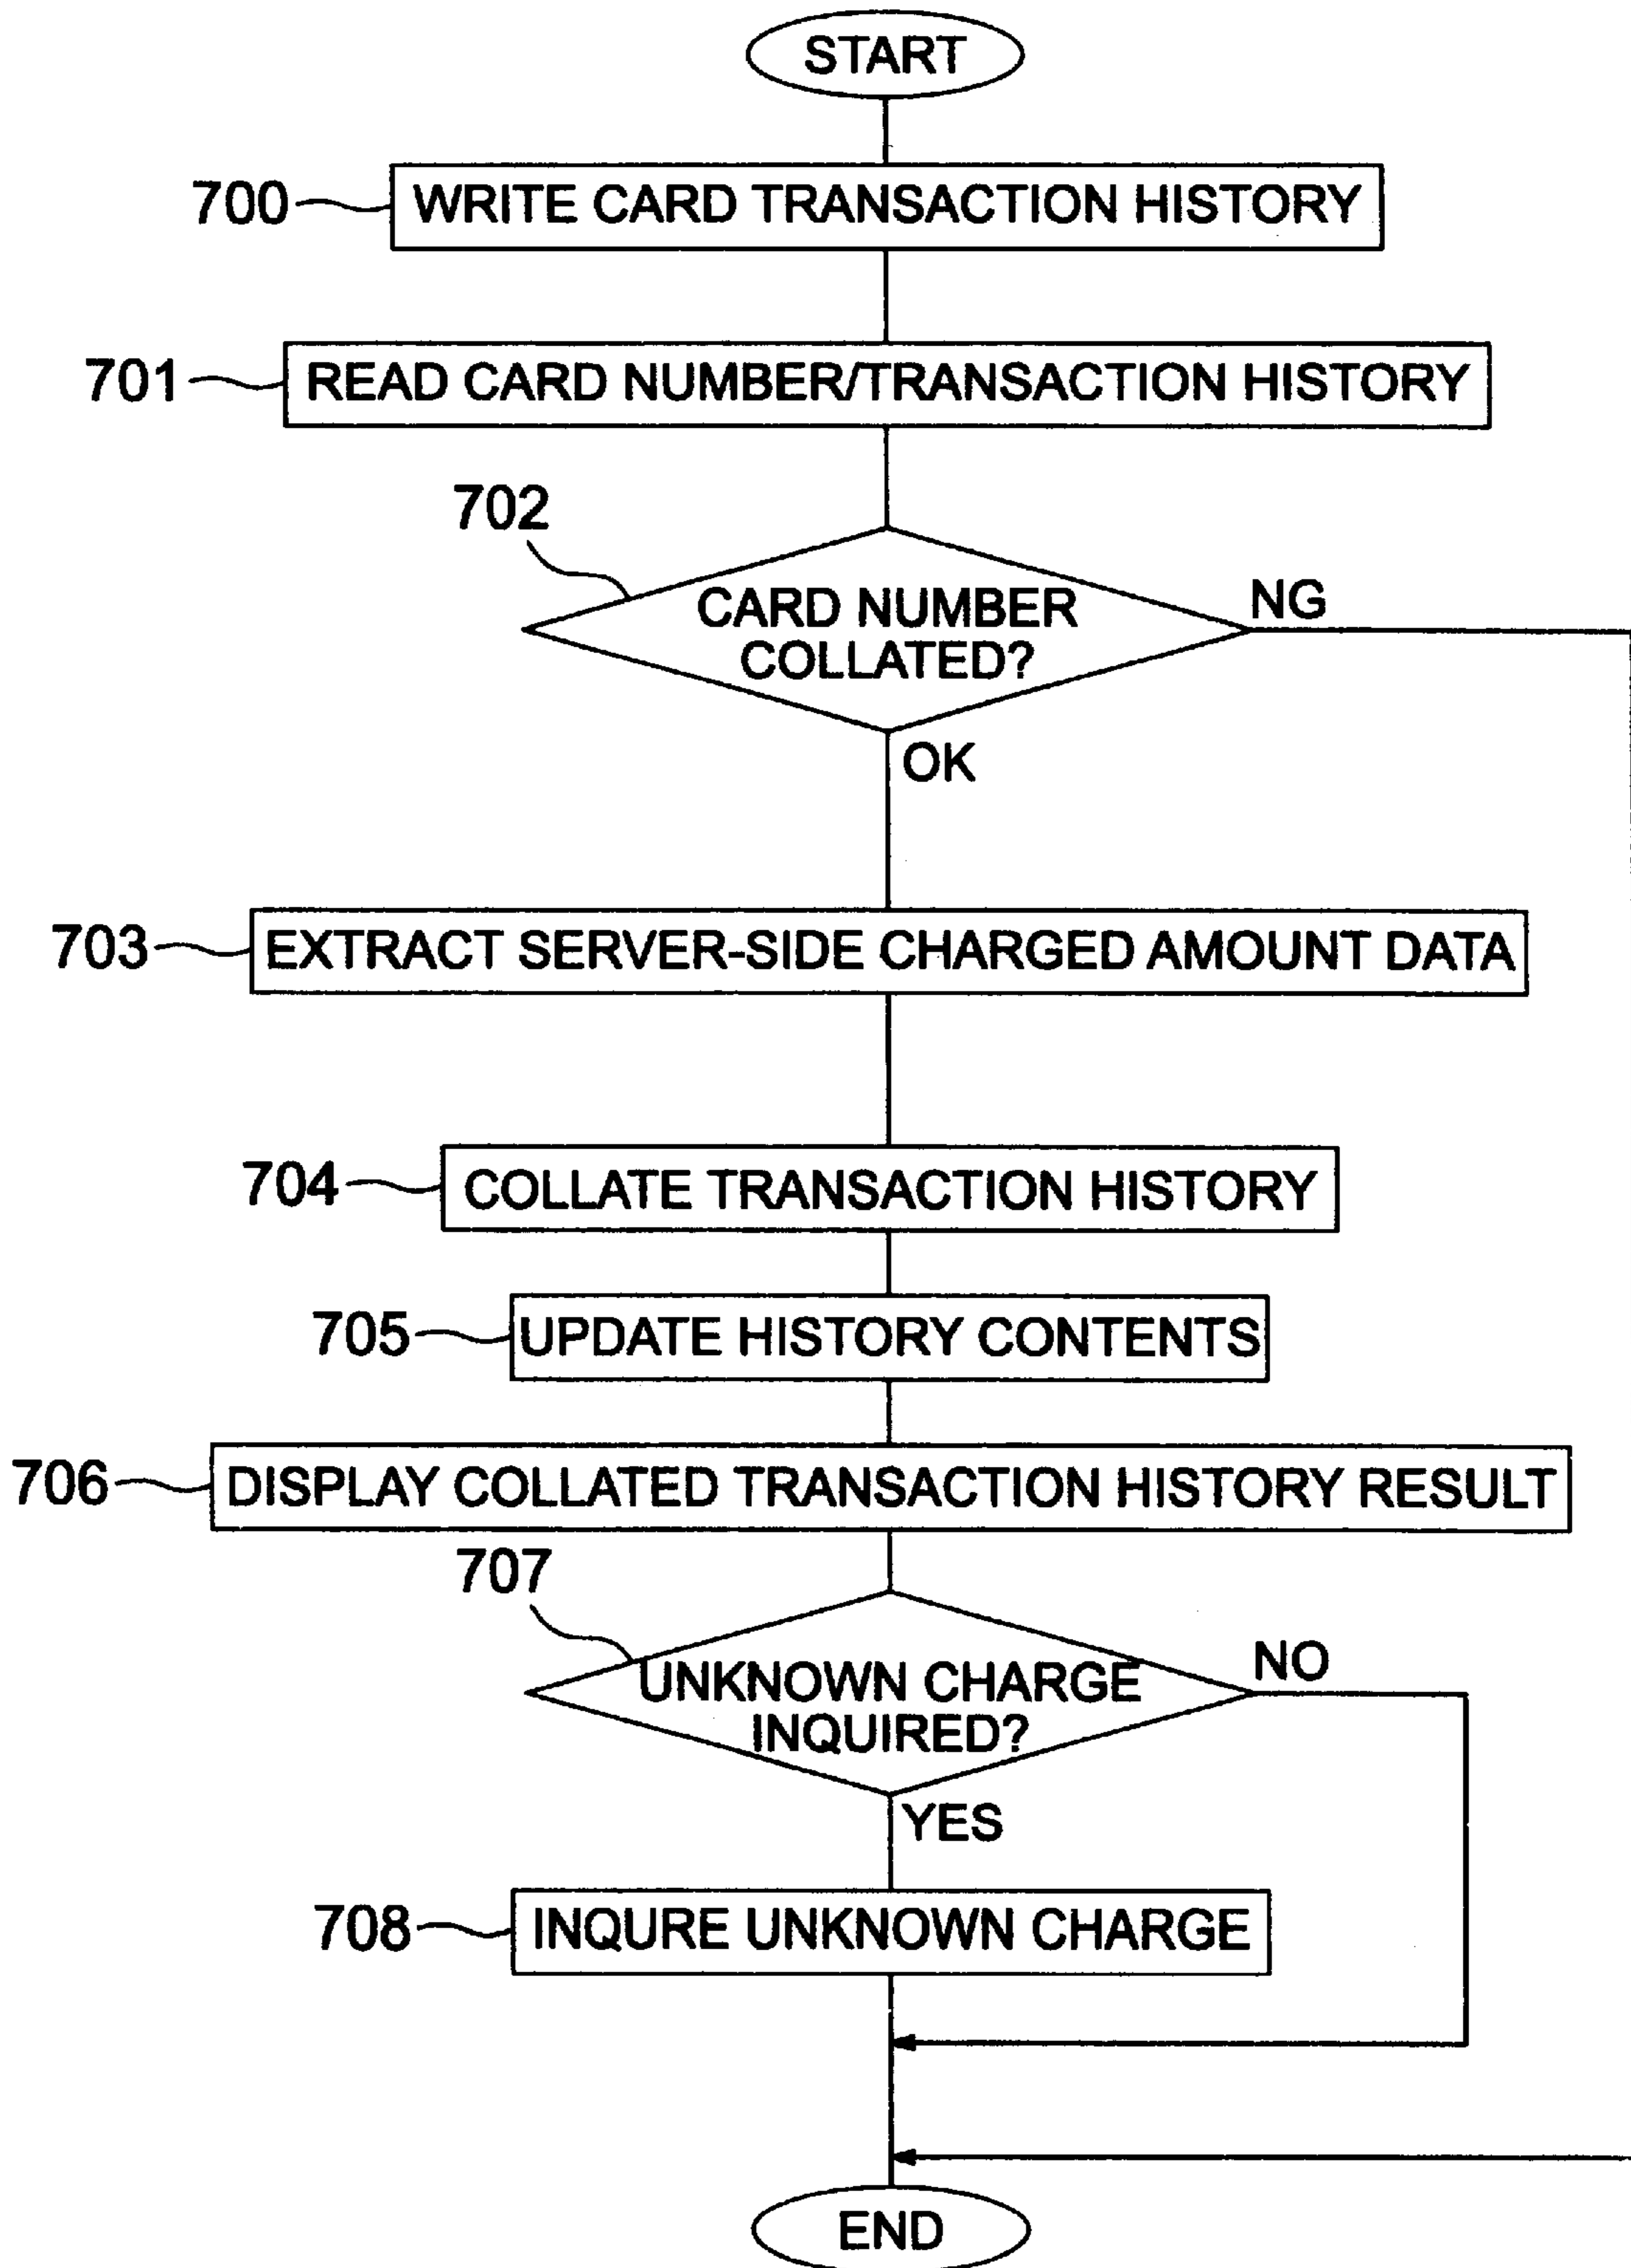 START
700
WRITE CARD TRANSACTION HISTORY
701
READ CARD NUMBER/TRANSACTION HISTORY
702
CARD NUMBER
COLLATED?
NG
OK
703
EXTRACT SERVER-SIDE CHARGED AMOUNT DATA
704
COLLATE TRANSACTION HISTORY
705
UPDATE HISTORY CONTENTS
706
DISPLAY COLLATED TRANSACTION HISTORY RESULT
707
UNKNOWN CHARGE
INQUIRED?
NO
YES
708
INQURE UNKNOWN CHARGE
END